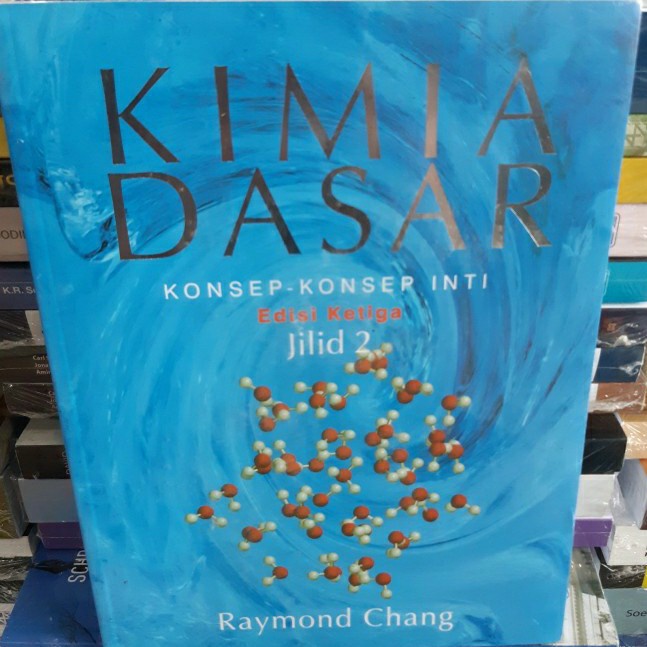 KIMIA
DASAR
KONSEP-KONSEP INTI
Edisi Ketiga
Jilid 2
Raymond Chang